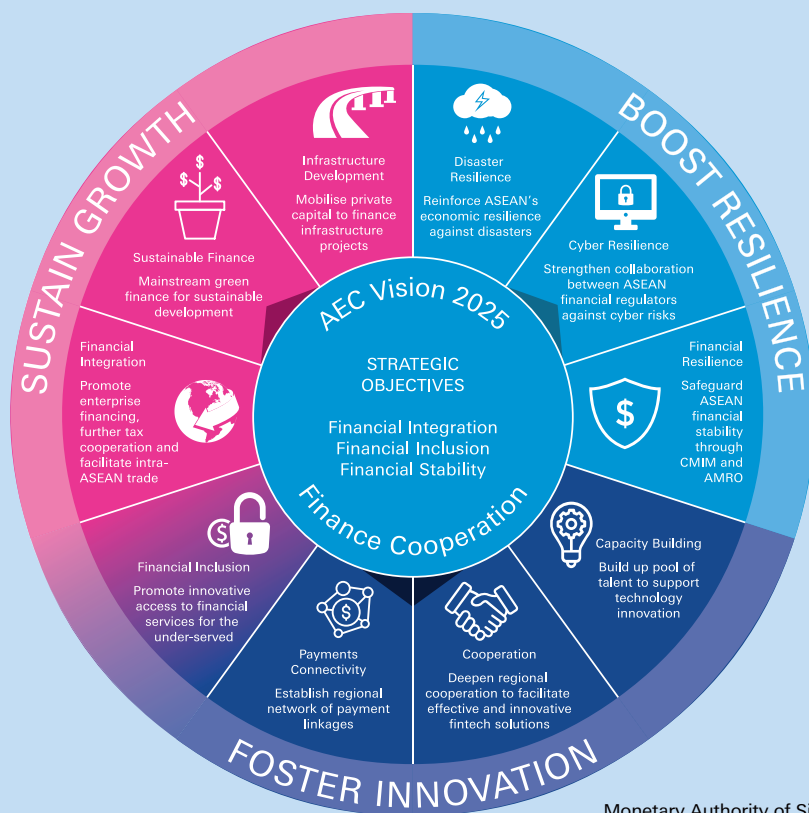 SUSTAIN GROWTH
BOOST RESILIENCE
FOSTER INNOVATION
Infrastructure
Development
Mobilise private
capital to finance
infrastructure
projects
Disaster
Resilience
Reinforce ASEAN's
economic resilience
against disasters
Sustainable Finance
Mainstream green
finance for sustainable
development
Cyber Resilience
Strengthen collaboration
between ASEAN
financial regulators
against cyber risks
Financial
Integration
Promote
enterprise
financing,
further tax
cooperation and
facilitate intra-
ASEAN trade
Financial
Resilience
Safeguard
ASEAN
financial
stability
through
CMIM and
AMRO
$
AEC Vision 2025
STRATEGIC
OBJECTIVES
Financial Integration
Financial Inclusion
Financial Stability
Finance Cooperation
Financial Inclusion
Promote innovative
access to financial
services for the
under-served
Payments
Connectivity
Establish regional
network of payment
linkages
Cooperation
Deepen regional
cooperation to facilitate
effective and innovative
fintech solutions
Capacity Building
Build up pool of
talent to support
technology
innovation
Monetary Authority of